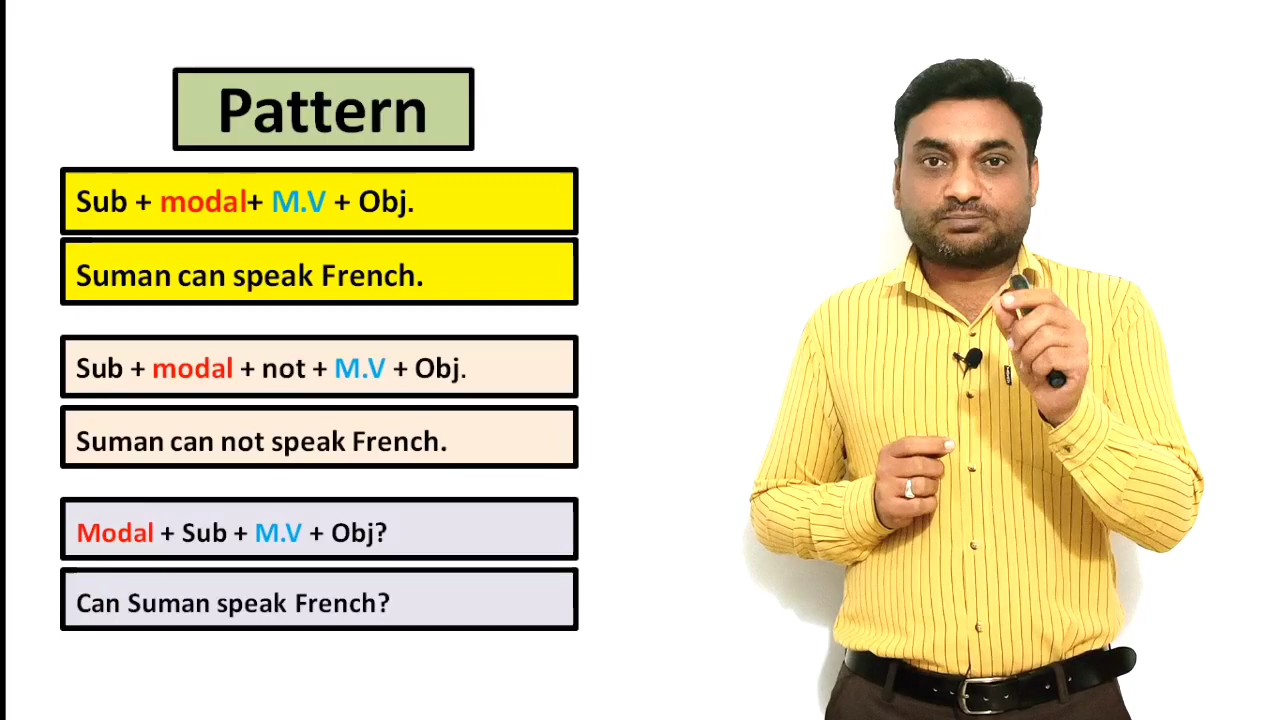 Pattern
Sub + modal+ M.V + Obj.
Suman can speak French.
Sub + modal + not + M.V + Obj.
Suman can not speak French.
Modal + Sub + M.V + Obj?
Can Suman speak French?